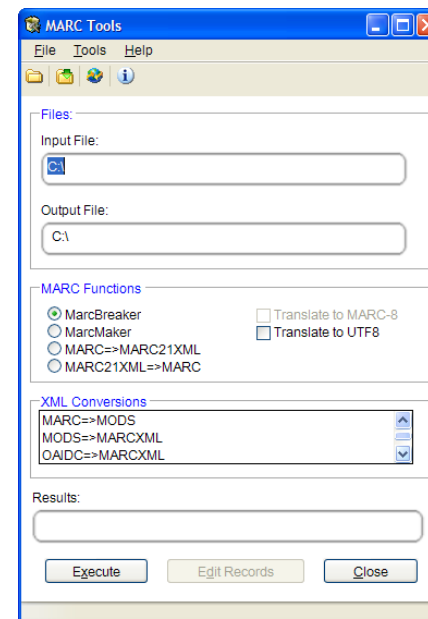 MARC Tools
File Tools Help
Files:
Input File:
C:\
Output File:
C:\
MARC Functions
MarcBreaker
Translate to MARC-8
MarcMaker
Translate to UTF8
MARC=>MARC21XML
MARC21XML=>MARC
XML Conversions
MARC=>MODS
MODS=>MARCXML
OAIDC=>MARCXML
Results:
Execute Edit Records Close